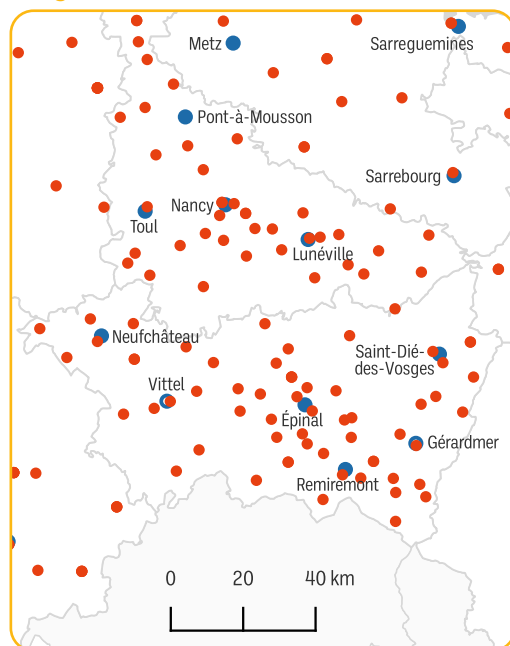 Metz
Sarreguemines
Pont-à-Mousson
Sarrebourg
Nancy
Toul
Lunéville
Neufchâteau
Saint-Dié-
des-Vosges
Vittel
Épinal
Gérardmer
Remiremont
0 20 40 km